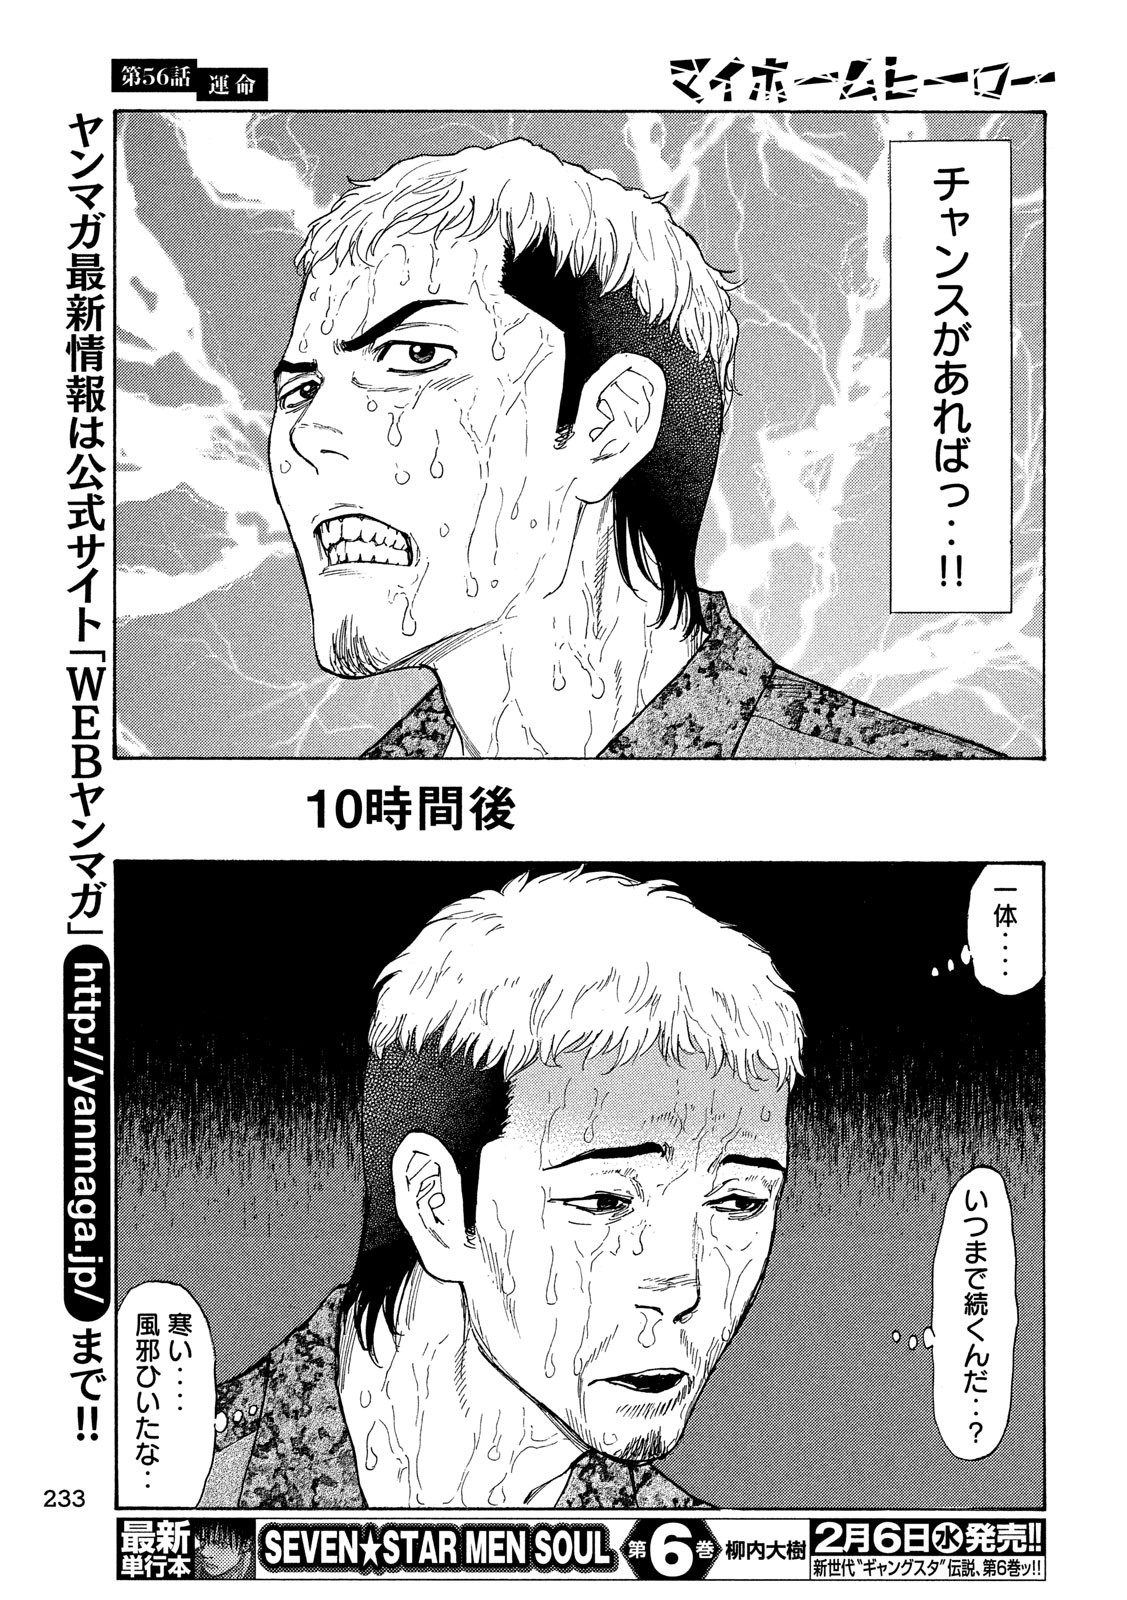 マイホームヒーロー
第56話
運命
チャンスがあればっ・・・!!
10時間後
一体・・・・
いつまで続くんだ・・?
寒い・・・・
風邪ひいたな・・
ヤンマガ最新情報は公式サイト「WEBヤンマガ」http://yanmaga.jp/まで!!
233
最新
単行本
SEVEN★STAR MEN SOUL
第6巻
柳内大樹
2月6日㊌発売!!
新世代“ギャングスタ”伝説、第6巻ッ!!